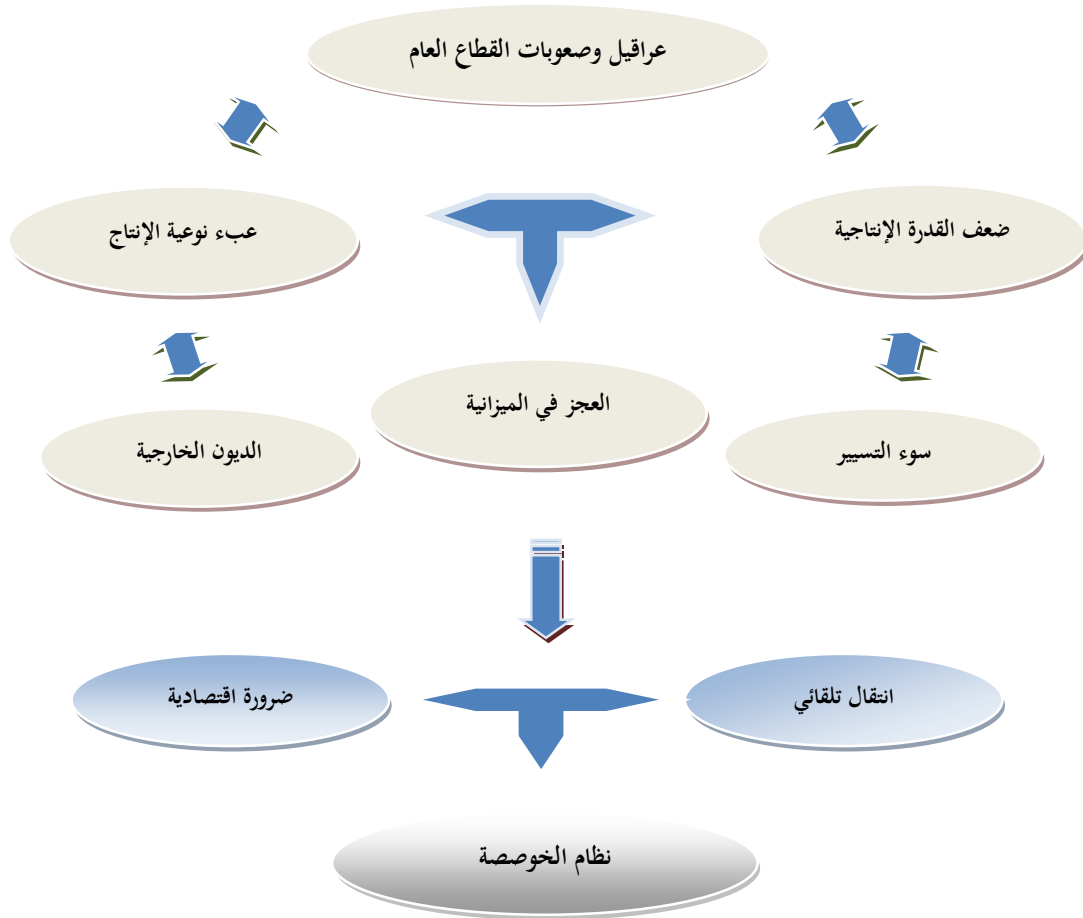 عراقيل وصعوبات القطاع العام
ضعف القدرة الإنتاجية
عبء نوعية الإنتاج
العجز في الميزانية
سوء التسيير
الديون الخارجية
انتقال تلقائي
ضرورة اقتصادية
نظام الخوصصة